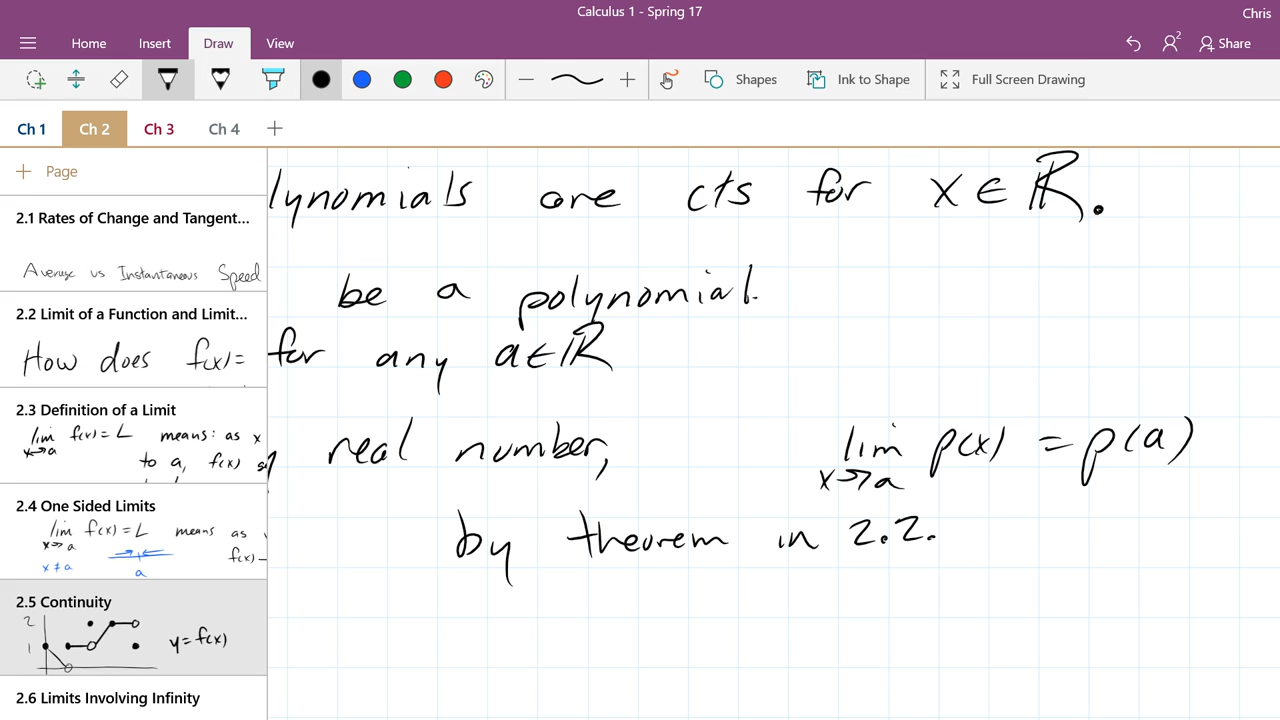 Calculus 1 - Spring 17
Chris
Home Insert Draw View
Share
Shapes Ink to Shape Full Screen Drawing
Ch 1 Ch 2 Ch 3 Ch 4
Page
2.1 Rates of Change and Tangent...
Average vs Instantaneous Speed
2.2 Limit of a Function and Limit...
How does f(x)=
2.3 Definition of a Limit
lim x→a f(x) = L means: as x
to a, f(x)
2.4 One Sided Limits
lim x→a f(x) = L means as
x≠a a f(x)
2.5 Continuity
2
1 y=f(x)
2.6 Limits Involving Infinity
lynomials are cts for x∈ℝ.
be a polynomial.
for any a∈ℝ
real number, lim x→a p(x) = p(a)
by theorem in 2.2.